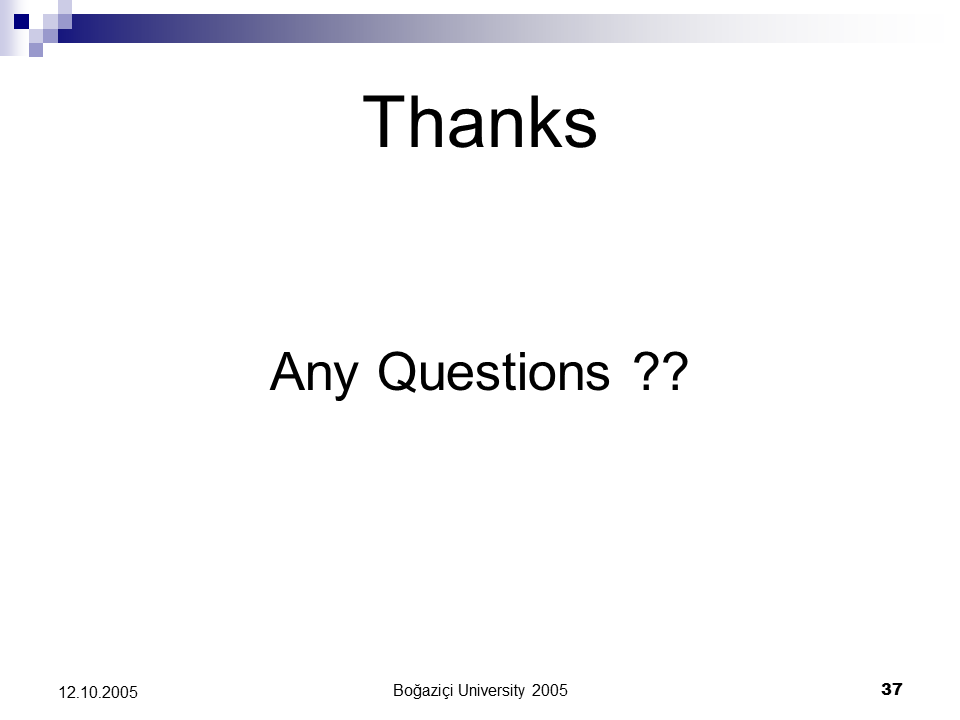 Thanks
Any Questions ??
12.10.2005
Boğaziçi University 2005
37